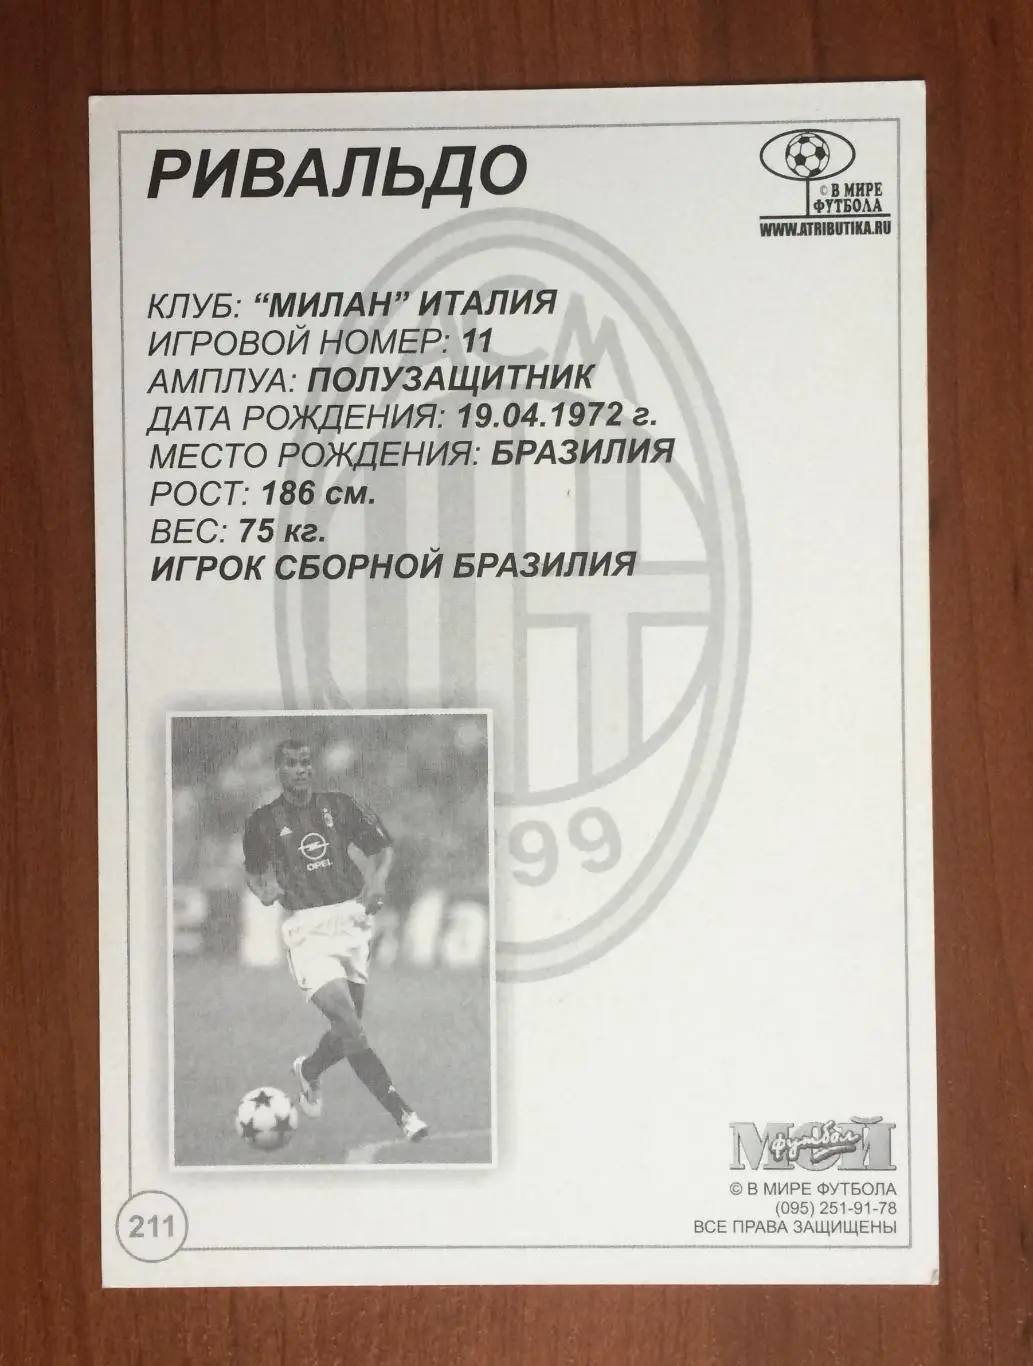 РИВАЛЬДО
© В МИРЕ
ФУТБОЛА
WWW.ATRIBUTIKA.RU
КЛУБ: “МИЛАН” ИТАЛИЯ
ИГРОВОЙ НОМЕР: 11
АМПЛУА: ПОЛУЗАЩИТНИК
ДАТА РОЖДЕНИЯ: 19.04.1972 г.
МЕСТО РОЖДЕНИЯ: БРАЗИЛИЯ
РОСТ: 186 см.
ВЕС: 75 кг.
ИГРОК СБОРНОЙ БРАЗИЛИЯ
ACM
99
OPEL
МОЙ
футбол
© В МИРЕ ФУТБОЛА
(095) 251-91-78
ВСЕ ПРАВА ЗАЩИЩЕНЫ
211